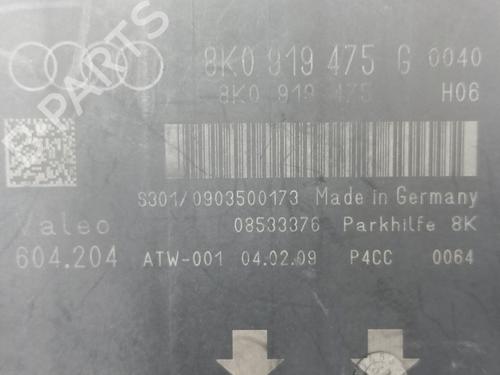 8K0 919 475 G 0040
8K0 919 475 H06
S301/0903500173 Made in Germany
Valeo 08533376 Parkhilfe 8K
604.204 ATW-001 04.02.09 P4CC 0064
B-PARTS